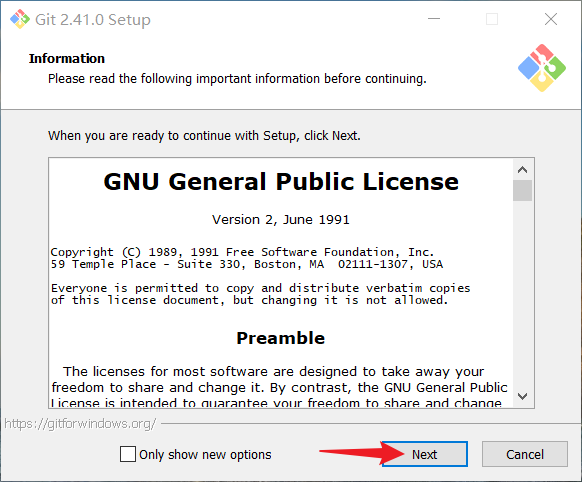 Git 2.41.0 Setup
Information
Please read the following important information before continuing.
When you are ready to continue with Setup, click Next.
GNU General Public License
Version 2, June 1991
Copyright (C) 1989, 1991 Free Software Foundation, Inc.
59 Temple Place - Suite 330, Boston, MA  02111-1307, USA
Everyone is permitted to copy and distribute verbatim copies
of this license document, but changing it is not allowed.
Preamble
The licenses for most software are designed to take away your
freedom to share and change it. By contrast, the GNU General Public
License is intended to guarantee your freedom to share and change
https://gitforwindows.org/
Only show new options
Next
Cancel